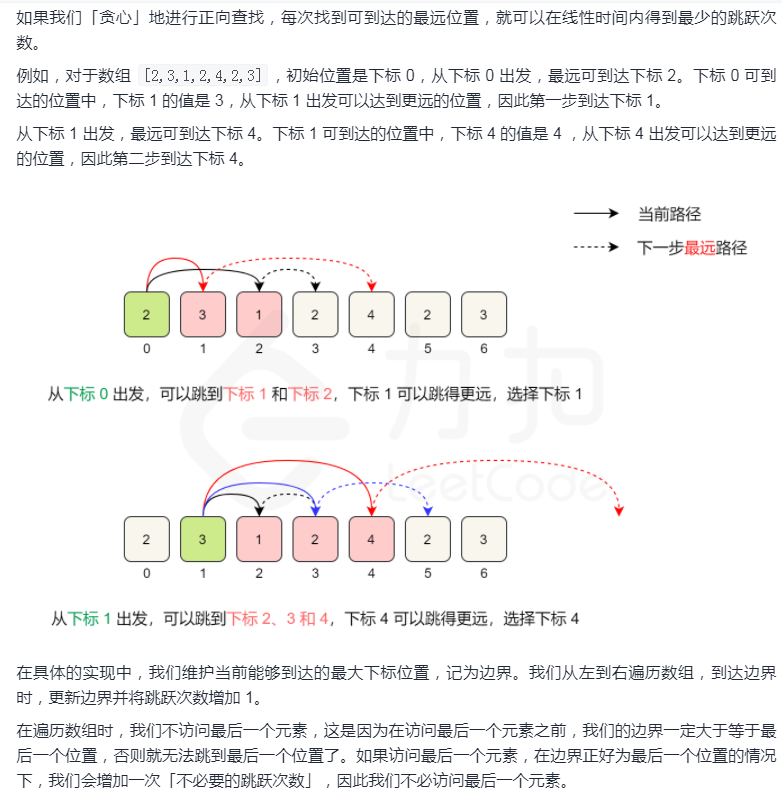 如果我们「贪心」地进行正向查找，每次找到可到达的最远位置，就可以在线性时间内得到最少的跳跃次
数。
例如，对于数组 [2,3,1,2,4,2,3]，初始位置是下标 0，从下标 0 出发，最远可到达下标 2。下标 0 可到
达的位置中，下标 1 的值是 3，从下标 1 出发可以达到更远的位置，因此第一步到达下标 1。
从下标 1 出发，最远可到达下标 4。下标 1 可到达的位置中，下标 4 的值是 4 ，从下标 4 出发可以达到更远
的位置，因此第二步到达下标 4。
当前路径
下一步最远路径
2 3 1 2 4 2 3
0 1 2 3 4 5 6
从下标 0 出发，可以跳到下标 1 和下标 2，下标 1 可以跳得更远，选择下标 1
力扣
LeetCode
2 3 1 2 4 2 3
0 1 2 3 4 5 6
从下标 1 出发，可以跳到下标 2、3 和 4，下标 4 可以跳得更远，选择下标 4
在具体的实现中，我们维护当前能够到达的最大下标位置，记为边界。我们从左到右遍历数组，到达边界
时，更新边界并将跳跃次数增加 1。
在遍历数组时，我们不访问最后一个元素，这是因为在访问最后一个元素之前，我们的边界一定大于等于最
后一个位置，否则就无法跳到最后一个位置了。如果访问最后一个元素，在边界正好为最后一个位置的情况
下，我们会增加一次「不必要的跳跃次数」，因此我们不必访问最后一个元素。